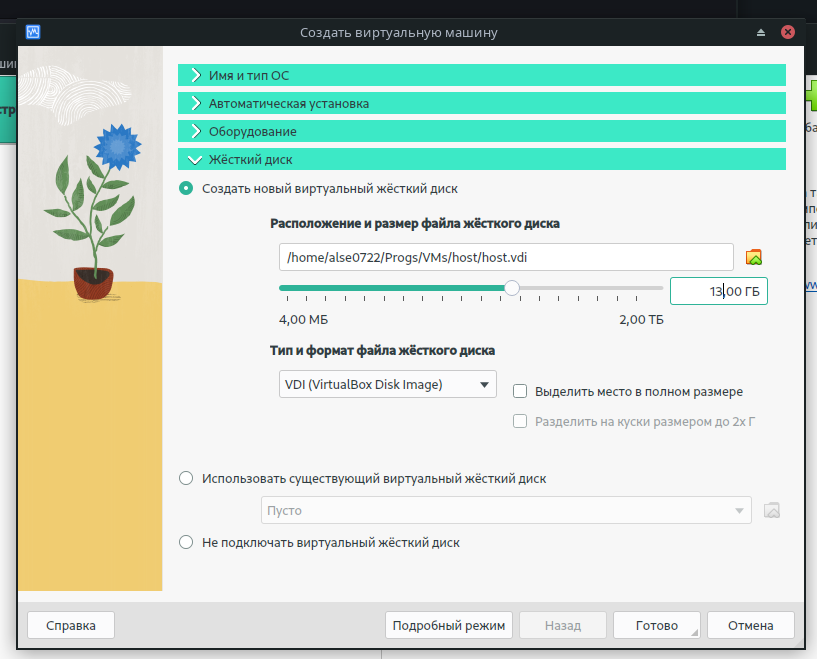 Создать виртуальную машину
Имя и тип ОС
Автоматическая установка
Оборудование
Жёсткий диск
Создать новый виртуальный жёсткий диск
Расположение и размер файла жёсткого диска
/home/alse0722/Progs/VMs/host/host.vdi
13,00 ГБ
4,00 МБ 2,00 ТБ
Тип и формат файла жёсткого диска
VDI (VirtualBox Disk Image)
Выделить место в полном размере
Разделить на куски размером до 2х Г
Использовать существующий виртуальный жёсткий диск
Пусто
Не подключать виртуальный жёсткий диск
Справка Подробный режим Назад Готово Отмена